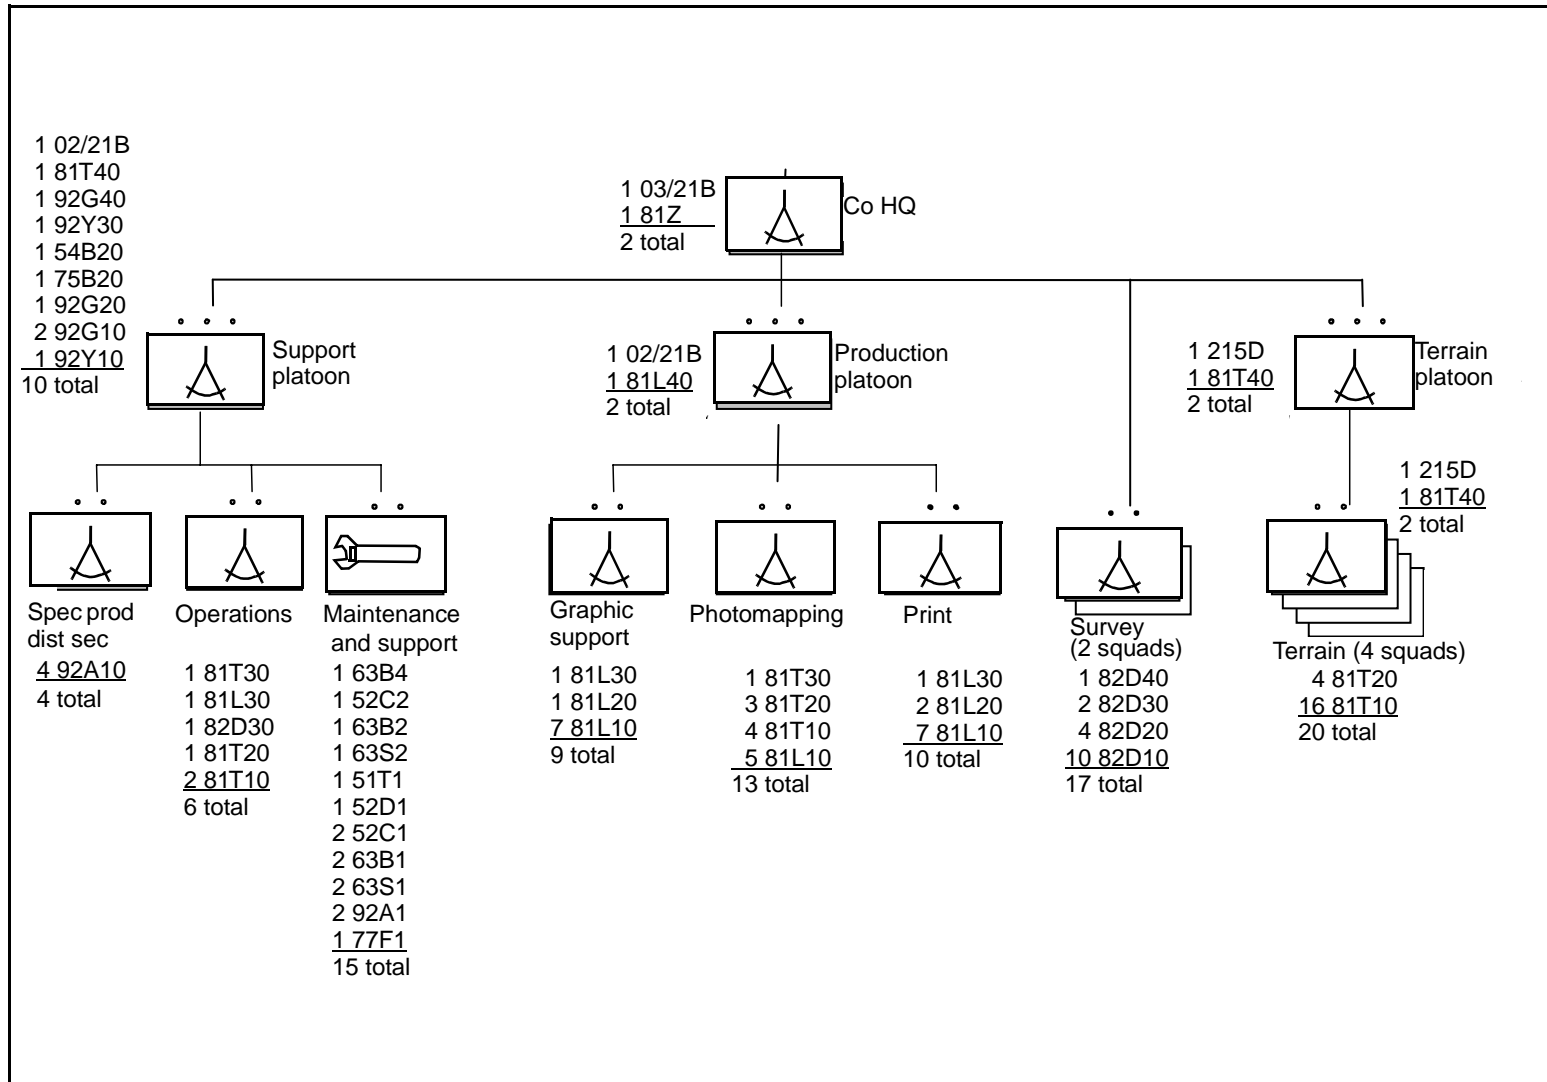 1 02/21B
1 81T40
1 92G40
1 92Y30
1 54B20
1 75B20
1 92G20
2 92G10
1 92Y10
10 total
Support
platoon
1 03/21B
1 81Z
2 total
Co HQ
1 02/21B
1 81L40
2 total
Production
platoon
1 215D
1 81T40
2 total
Terrain
platoon
1 215D
1 81T40
2 total
Spec prod
dist sec
4 92A10
4 total
Operations
1 81T30
1 81L30
1 82D30
1 81T20
2 81T10
6 total
Maintenance
and support
1 63B4
1 52C2
1 63B2
1 63S2
1 51T1
1 52D1
2 52C1
2 63B1
2 63S1
2 92A1
1 77F1
15 total
Graphic
support
1 81L30
1 81L20
7 81L10
9 total
Photomapping
1 81T30
3 81T20
4 81T10
5 81L10
13 total
Print
1 81L30
2 81L20
7 81L10
10 total
Survey
(2 squads)
1 82D40
2 82D30
4 82D20
10 82D10
17 total
Terrain (4 squads)
4 81T20
16 81T10
20 total